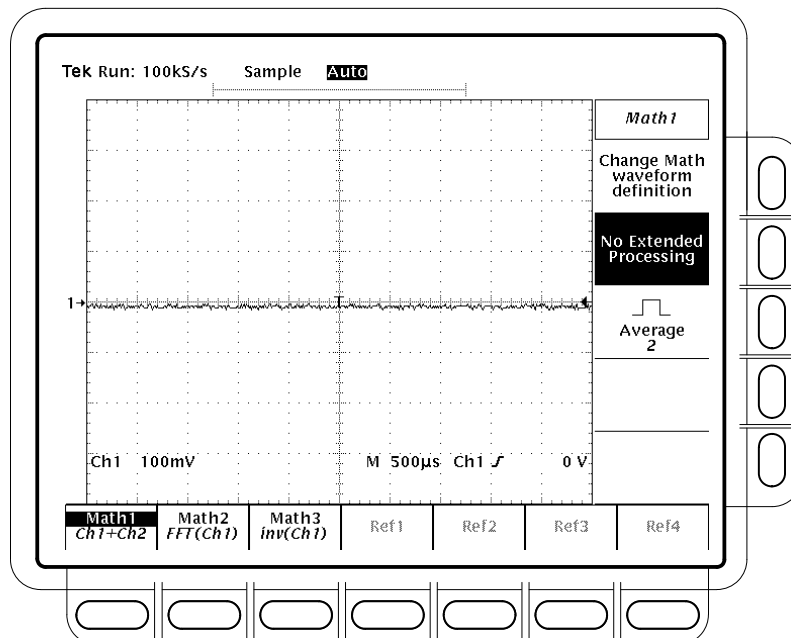 Tek Run: 100kS/s Sample Auto
Math1
Change Math
waveform
definition
No Extended
Processing
Average
2
1
T
Ch1 100mV M 500µs Ch1 0 V
Math1 Math2 Math3 Ref1 Ref2 Ref3 Ref4
Ch1+Ch2 FFT(Ch1) inv(Ch1)